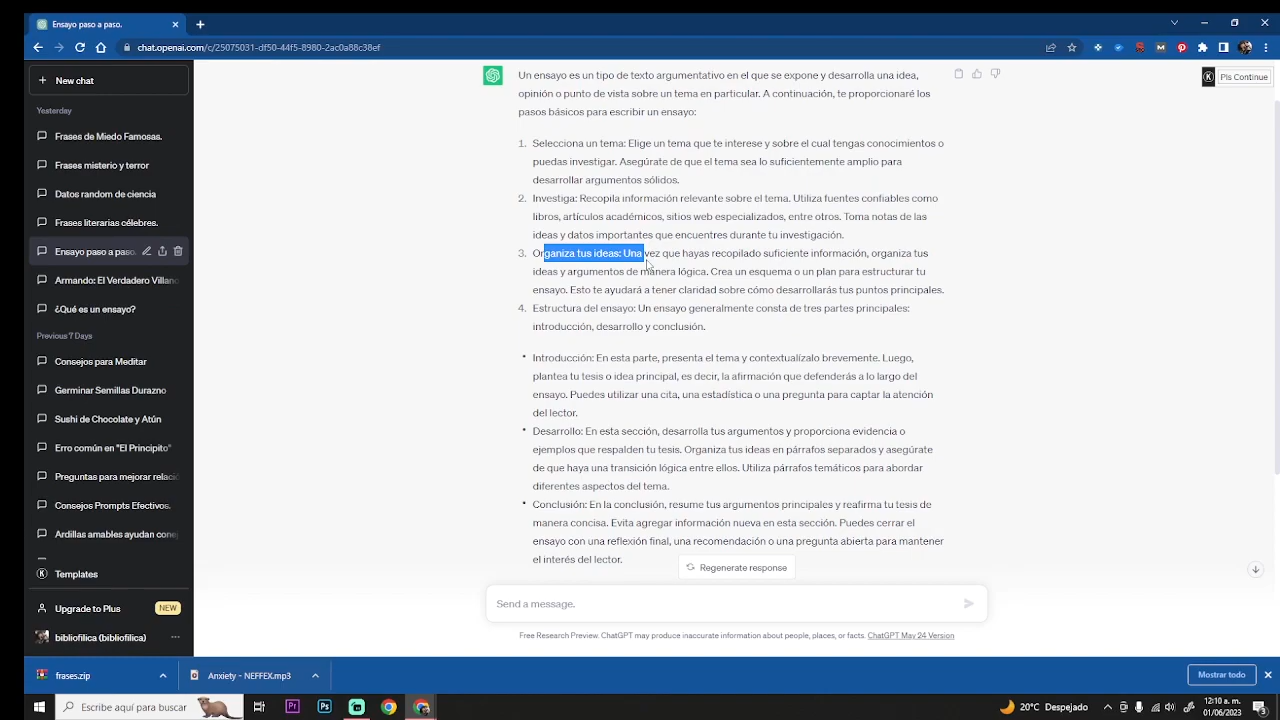 Ensayo paso a paso.
25075031-df50-44f5-8980-2ac0a88c38ef
New chat
Yesterday
Frases de Miedo Famosas.
Frases misterio y terror
Datos random de ciencia
Frases literarias de líderes.
Ensayo paso a paso.
Armando: El Verdadero Villano
¿Qué es un ensayo?
Previous 7 Days
Comodidad para Meditar
Germinar Semillas Durazno
Sushi de Chocolate y Atún
Erro común en "El Principito"
Preguntas para mejorar relacio
Consejos Prompts Efectivos.
Ardillas amables ayudan conej
Templates
Upgrade to Plus
NEW
bibliofrilica (bibliofrilica)
Un ensayo es un tipo de texto argumentativo en el que se expone y desarrolla una idea,
opinión o punto de vista sobre un tema en particular. A continuación, te proporcionaré los
pasos básicos para escribir un ensayo:
1. Selecciona un tema: Elige un tema que te interese y sobre el cual tengas conocimientos o
puedas investigar. Asegúrate de que el tema sea lo suficientemente amplio para
desarrollar argumentos sólidos.
2. Investiga: Recopila información relevante sobre el tema. Utiliza fuentes confiables como
libros, artículos académicos, sitios web especializados, entre otros. Toma notas de las
ideas y datos importantes que encuentres durante tu investigación.
3. Organiza tus ideas: Una vez que hayas recopilado suficiente información, organiza tus
ideas y argumentos de manera lógica. Crea un esquema o un plan para estructurar tu
ensayo. Esto te ayudará a tener claridad sobre cómo desarrollarás tus puntos principales.
4. Estructura del ensayo: Un ensayo generalmente consta de tres partes principales:
introducción, desarrollo y conclusión.
• Introducción: En esta parte, presenta el tema y contextualízalo brevemente. Luego,
plantea tu tesis o idea principal, es decir, la afirmación que defenderás a lo largo del
ensayo. Puedes utilizar una cita, una estadística o una pregunta para captar la atención
del lector.
• Desarrollo: En esta sección, desarrolla tus argumentos y proporciona evidencia o
ejemplos que respalden tu tesis. Organiza tus ideas en párrafos separados y asegúrate
de que haya una transición lógica entre ellos. Utiliza párrafos temáticos para abordar
diferentes aspectos del tema.
• Conclusión: En la conclusión, resume tus argumentos principales y reafirma tu tesis de
manera concisa. Evita agregar información nueva en esta sección. Puedes cerrar el
ensayo con una reflexión final, una recomendación o una pregunta abierta para mantener
el interés del lector.
Pls Continue
Regenerate response
Send a message.
Free Research Preview. ChatGPT may produce inaccurate information about people, places, or facts. ChatGPT May 24 Version
frases.zip
Anxiety - NEFFEX.mp3
Mostrar todo
Escribe aquí para buscar
Pr
Ps
20°C Despejado
12:10 a. m.
01/06/2023
3